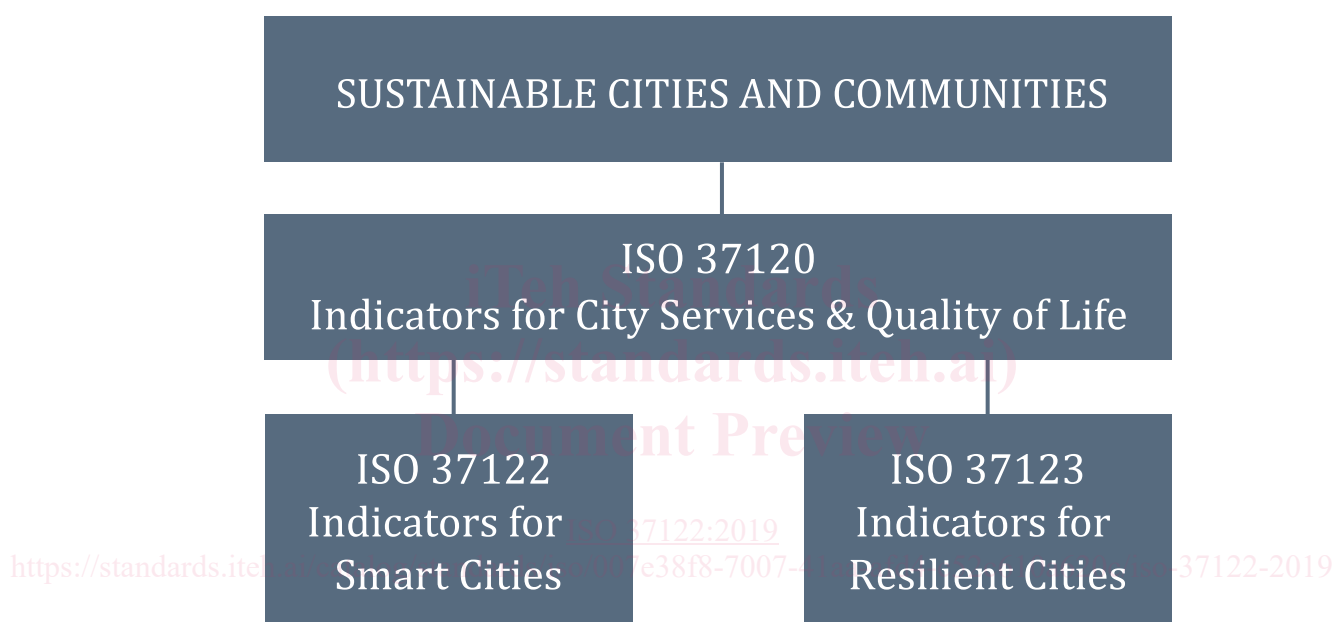 SUSTAINABLE CITIES AND COMMUNITIES
ISO 37120
iTeh Standards
Indicators for City Services & Quality of Life
(https://standards.iteh.ai)
Document Preview
ISO 37122
Indicators for
Smart Cities
ISO 37123
Indicators for
Resilient Cities
ISO 37122:2019